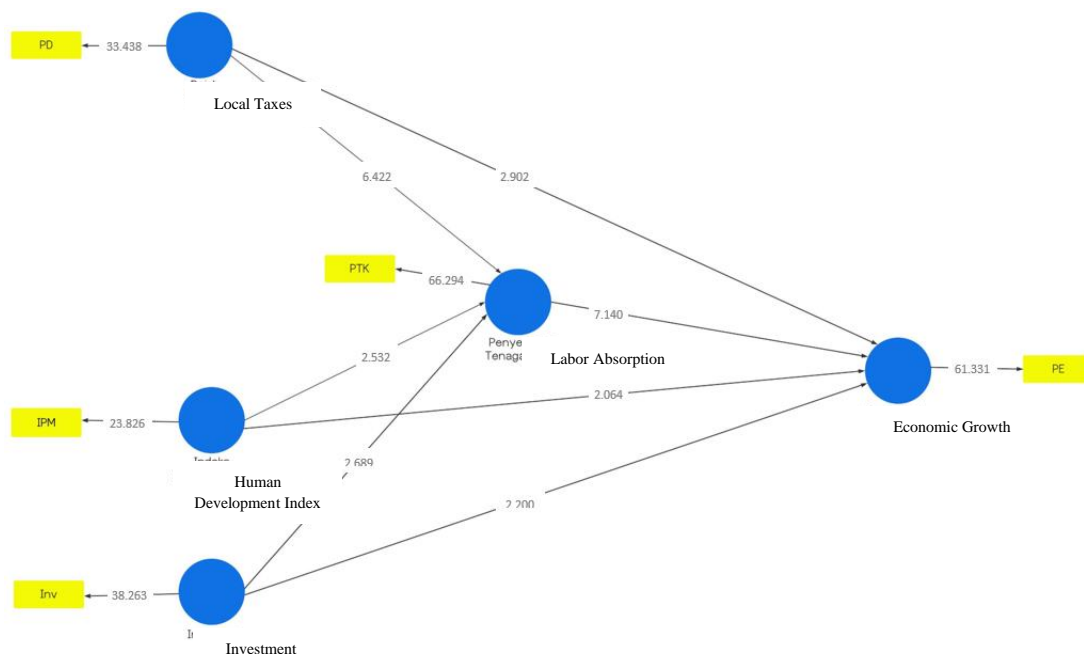 PD
33.438
Local Taxes
6.422
2.902
PTK
66.294
7.140
Penye
Tenaga
Labor Absorption
2.532
61.331
PE
2.064
IPM
23.826
Economic Growth
2.689
Human
Development Index
2.200
Inv
38.263
Investment